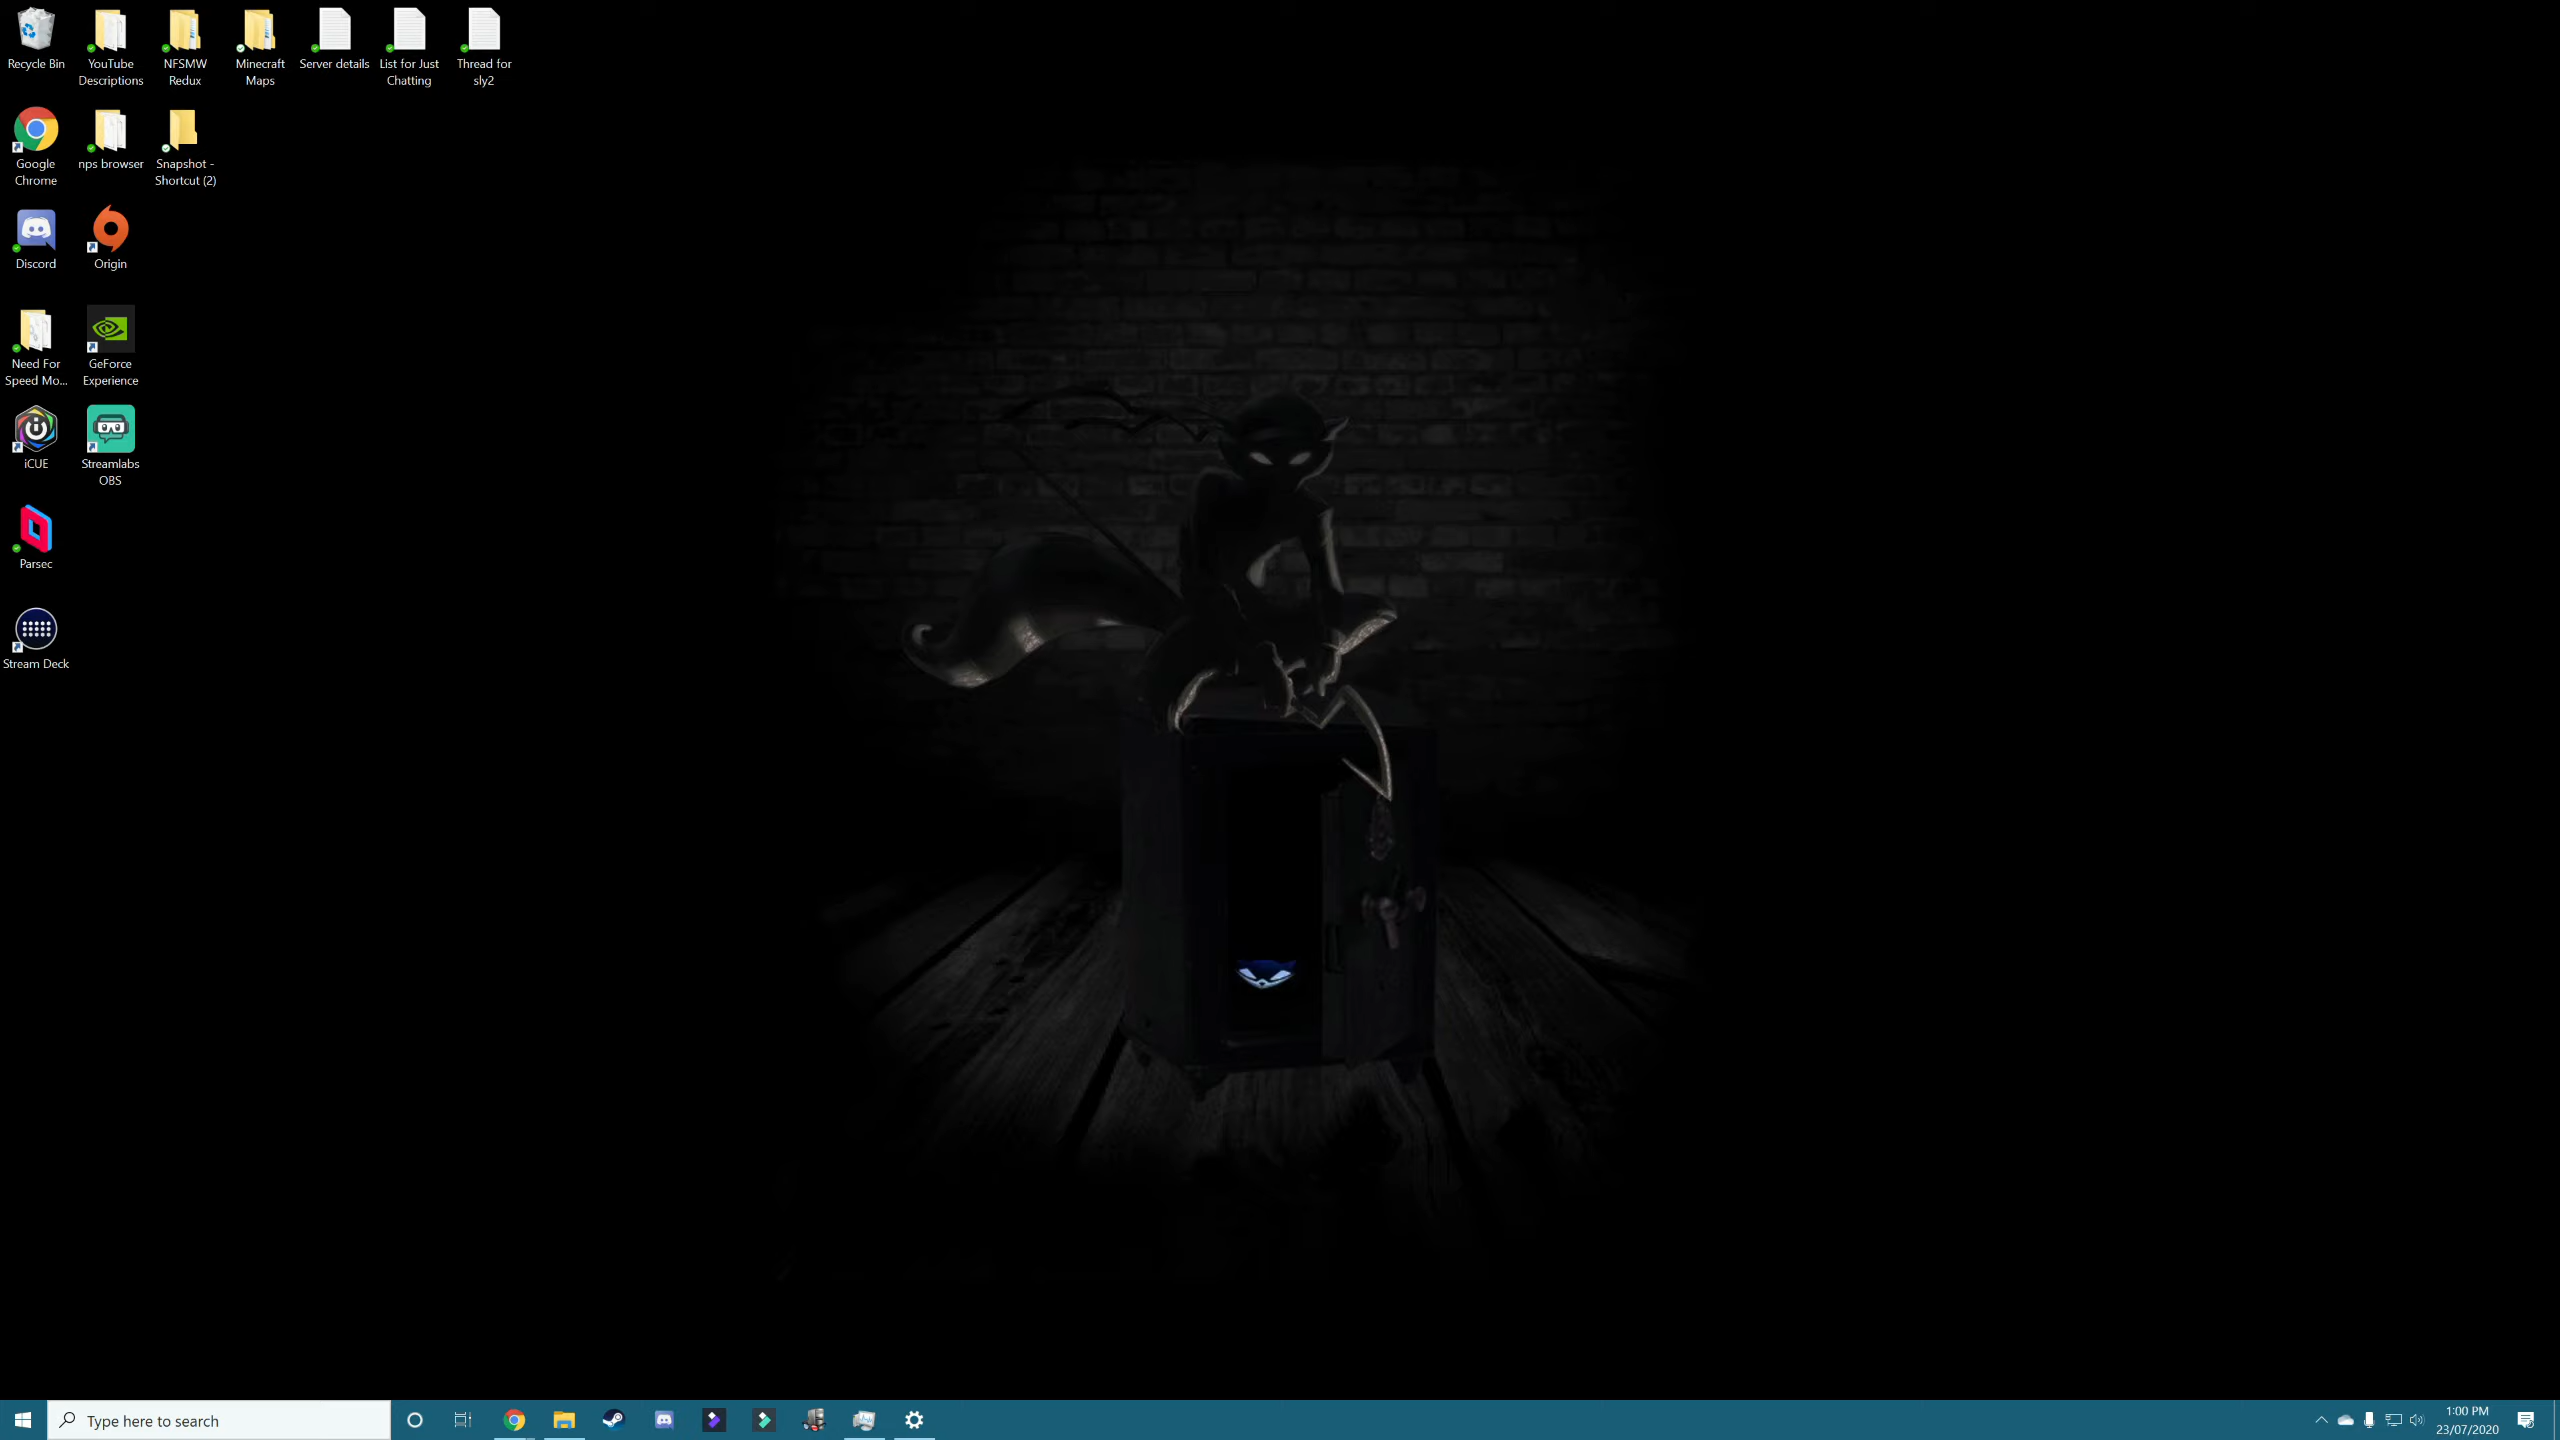 Recycle Bin
YouTube
Descriptions
NFSMW
Redux
Minecraft
Maps
Server details
List for Just
Chatting
Thread for
sly2
Google
Chrome
nps browser
Snapshot -
Shortcut (2)
Discord
Origin
Need For
Speed Mo...
GeForce
Experience
iCUE
Streamlabs
OBS
Parsec
Stream Deck
Type here to search
1:00 PM
23/07/2020